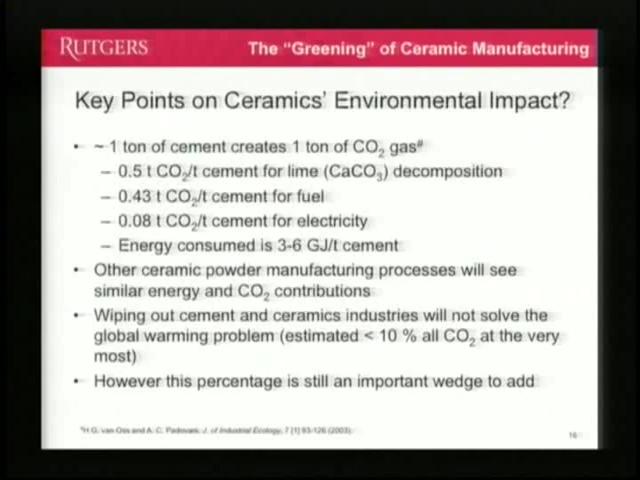 RUTGERS
The “Greening” of Ceramic Manufacturing
Key Points on Ceramics’ Environmental Impact?
• ~ 1 ton of cement creates 1 ton of CO₂ gas#
– 0.5 t CO₂/t cement for lime (CaCO₃) decomposition
– 0.43 t CO₂/t cement for fuel
– 0.08 t CO₂/t cement for electricity
– Energy consumed is 3-6 GJ/t cement
• Other ceramic powder manufacturing processes will see
similar energy and CO₂ contributions
• Wiping out cement and ceramics industries will not solve the
global warming problem (estimated < 10 % all CO₂ at the very
most)
• However this percentage is still an important wedge to add
#H.G. van Oss and A. C. Padovani, J. of Industrial Ecology, 7 [1] 93-126 (2003).
16